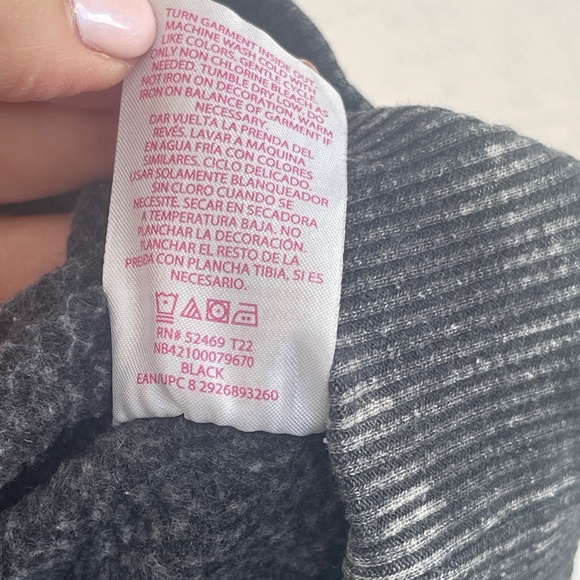 TURN GARMENT INSIDE OUT.
MACHINE WASH COLD WITH
LIKE COLORS. GENTLE CYCLE.
ONLY NON CHLORINE BLEACH AS
NEEDED. TUMBLE DRY LOW. DO
NOT IRON ON DECORATION. WARM
IRON ON BALANCE OF GARMENT IF
NECESSARY.
DAR VUELTA LA PRENDA DEL
REVÉS. LAVAR A MÁQUINA
EN AGUA FRÍA CON COLORES
SIMILARES. CICLO DELICADO.
USAR SOLAMENTE BLANQUEADOR
SIN CLORO CUANDO SE
NECESITE. SECAR EN SECADORA
A TEMPERATURA BAJA. NO
PLANCHAR LA DECORACIÓN.
PLANCHAR EL RESTO DE LA
PRENDA CON PLANCHA TIBIA, SI ES
NECESARIO.
RN# 52469 T22
NB42100079670
BLACK
EAN/UPC 8 2926893260